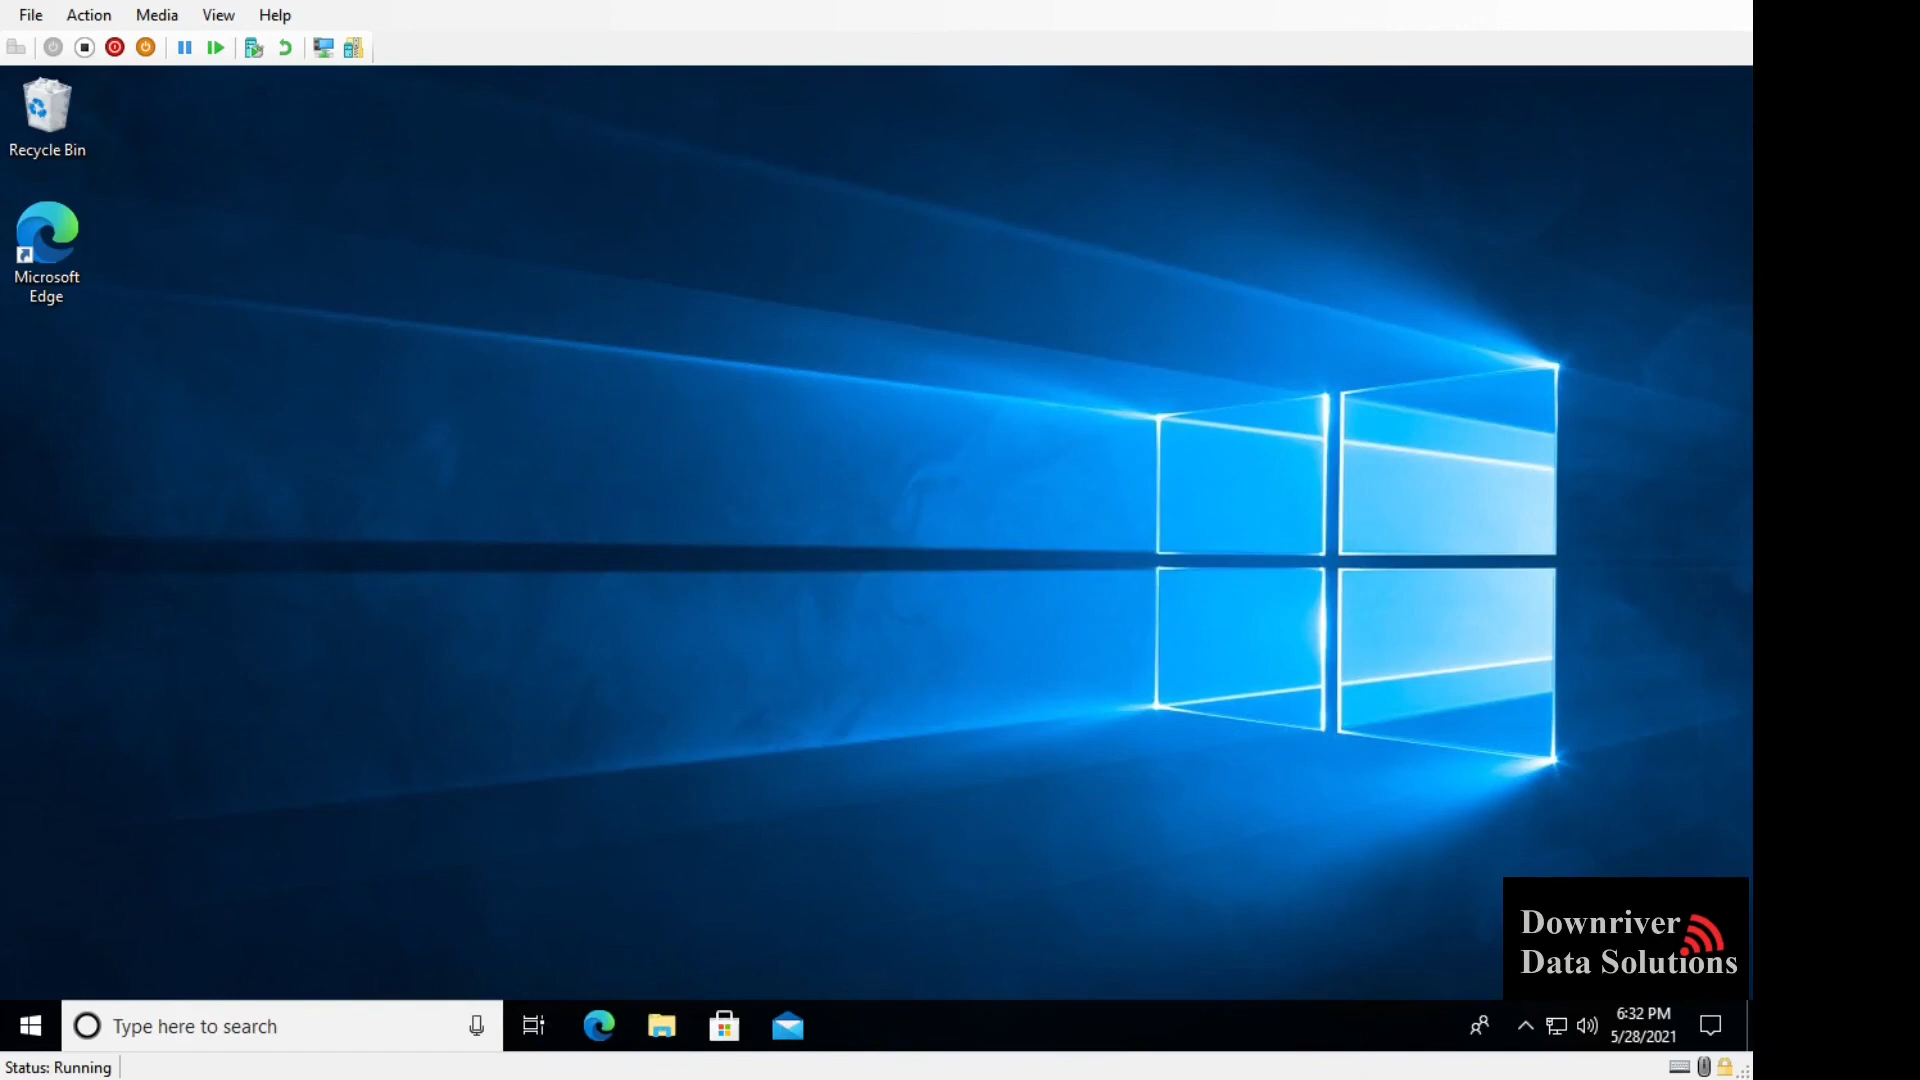 File Action Media View Help
Recycle Bin
Microsoft
Edge
Downriver
Data Solutions
Type here to search
6:32 PM
5/28/2021
Status: Running